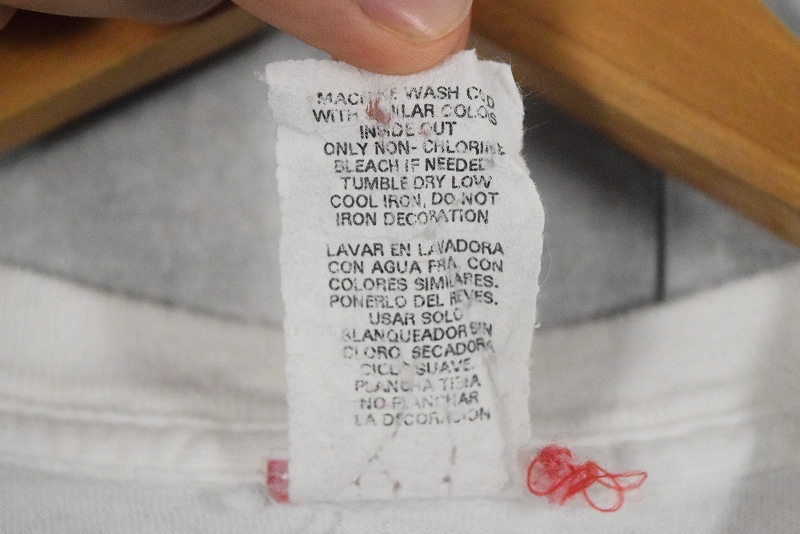 MACHINE WASH COLD
WITH SIMILAR COLORS
INSIDE OUT
ONLY NON-CHLORINE
BLEACH IF NEEDED
TUMBLE DRY LOW
COOL IRON, DO NOT
IRON DECORATION
LAVAR EN LAVADORA
CON AGUA FRIA, CON
COLORES SIMILARES.
PONERLO DEL REVES.
USAR SOLO
BLANQUEADOR SIN
CLORO, SECADORA
CICLO SUAVE.
PLANCHA TIBIA
NO PLANCHAR
LA DECORACION